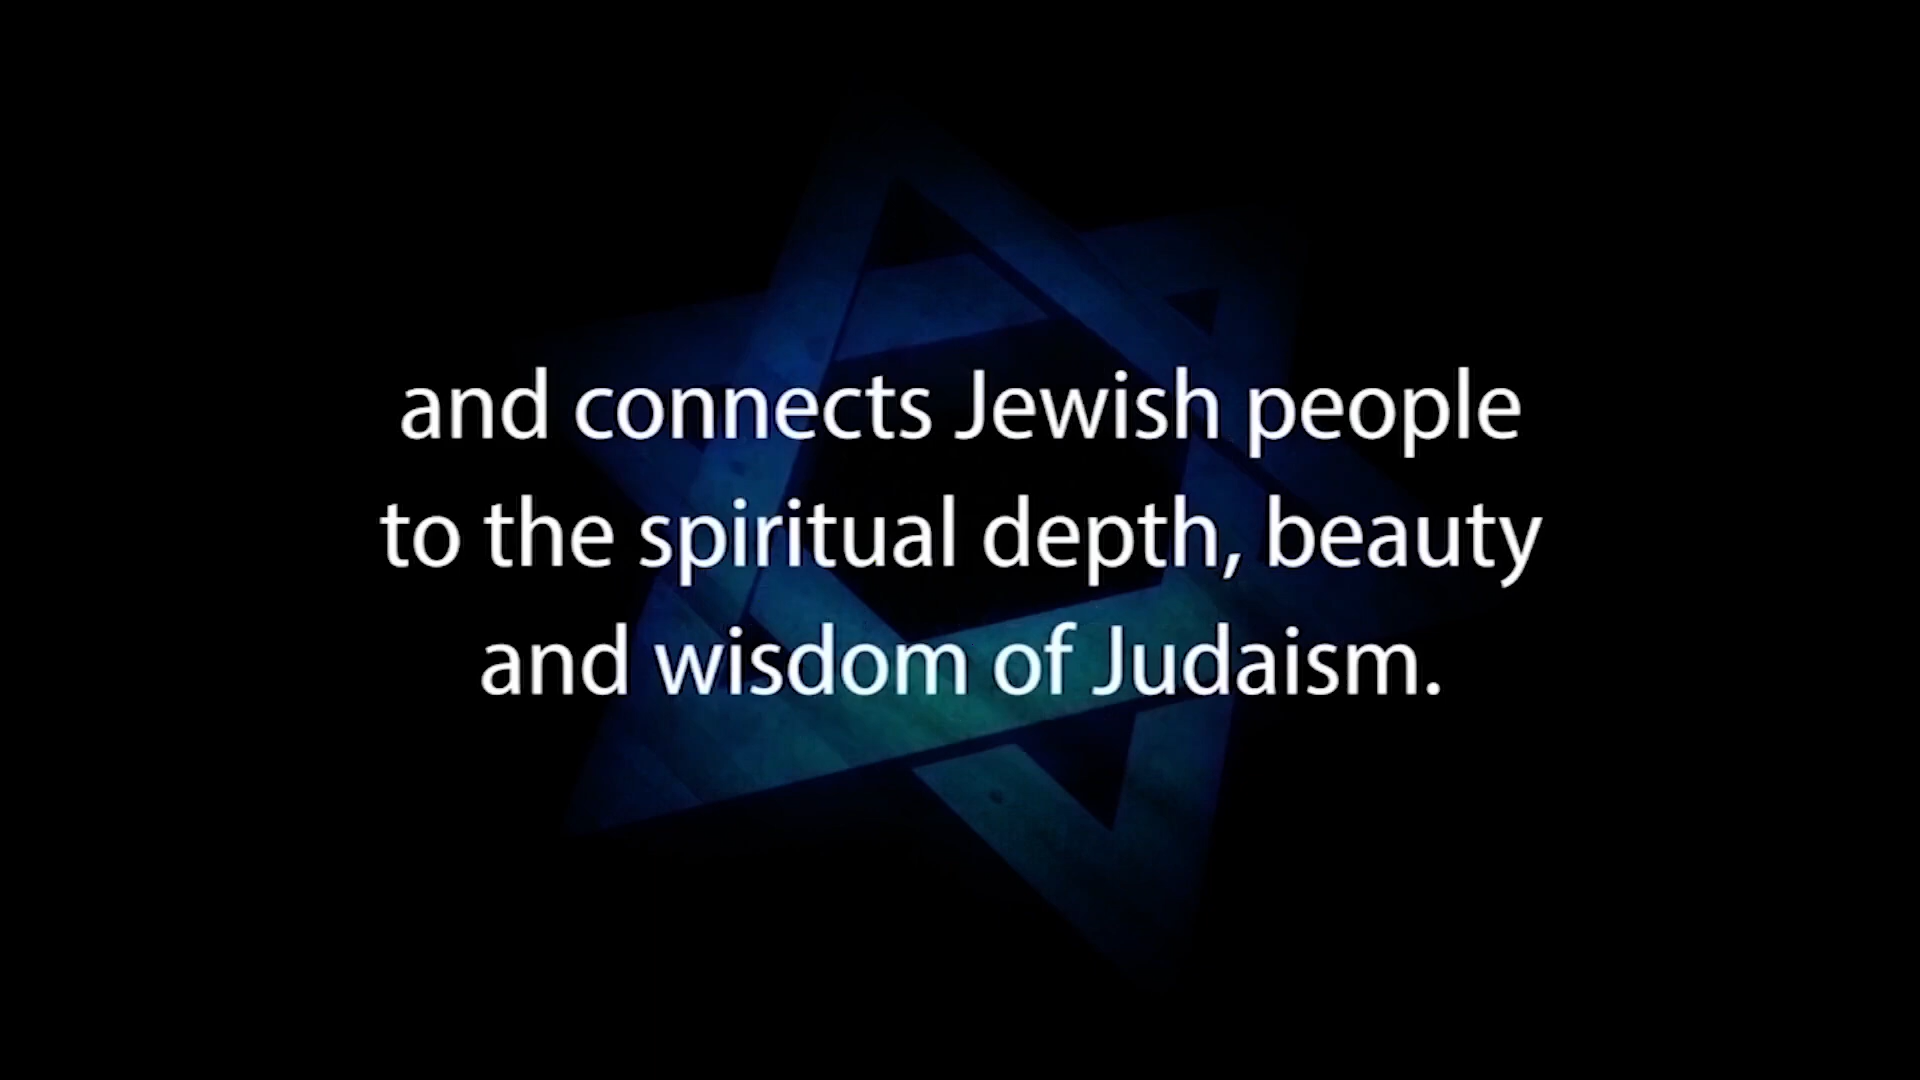 and connects Jewish people
to the spiritual depth, beauty
and wisdom of Judaism.